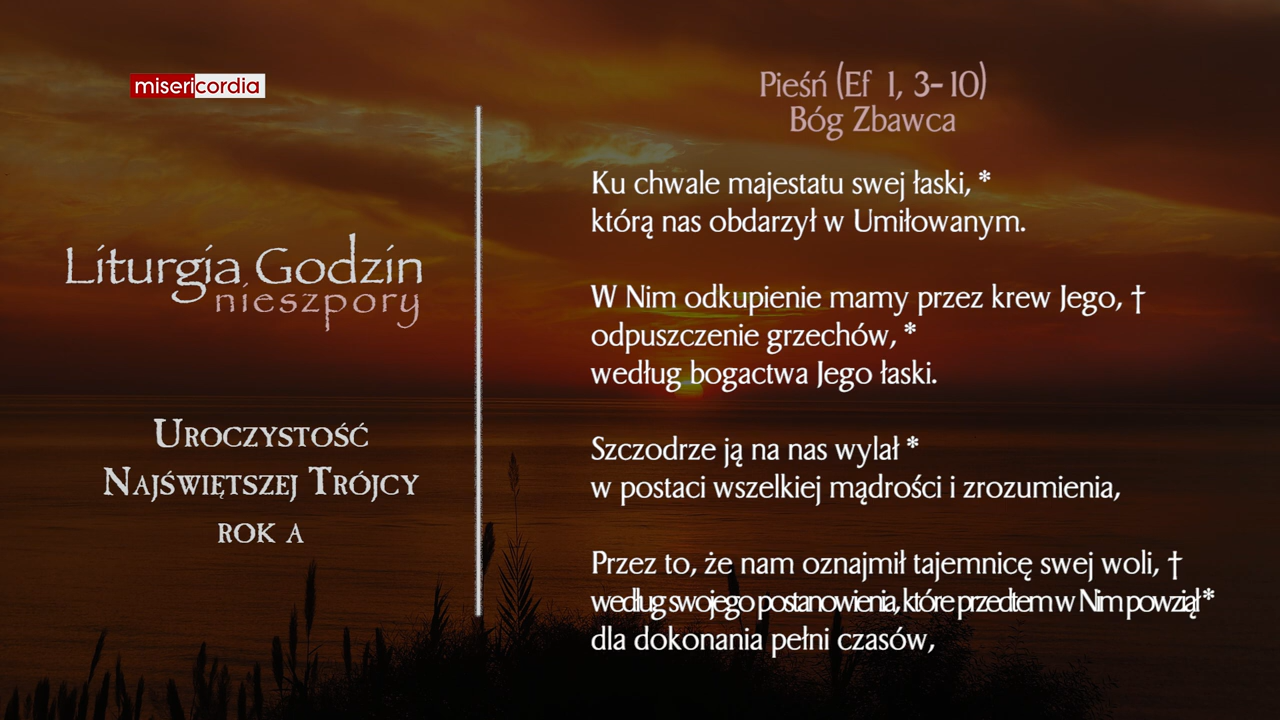 misericordia
Liturgia Godzin
nieszpory
Uroczystość
Najświętszej Trójcy
rok A
Pieśń (Ef 1, 3-10)
Bóg Zbawca
Ku chwale majestatu swej łaski, *
którą nas obdarzył w Umiłowanym.
W Nim odkupienie mamy przez krew Jego, †
odpuszczenie grzechów, *
według bogactwa Jego łaski.
Szczodrze ją na nas wylał *
w postaci wszelkiej mądrości i zrozumienia,
Przez to, że nam oznajmił tajemnicę swej woli, †
według swojego postanowienia, które przedtem w Nim powziął *
dla dokonania pełni czasów,